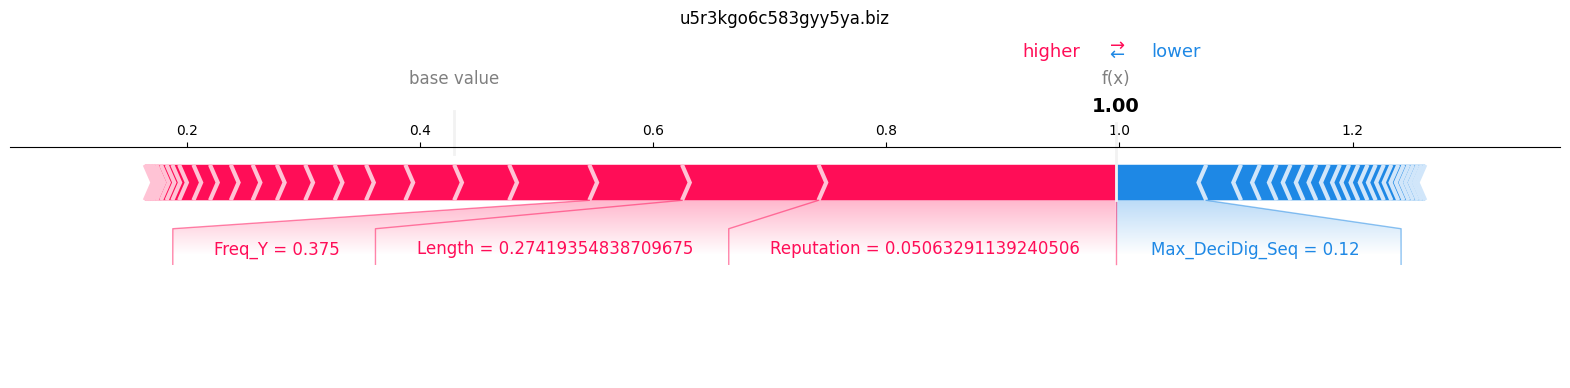 u5r3kgo6c583gyy5ya.biz
higher ⇄ lower
base value f(x)
1.00
0.2 0.4 0.6 0.8 1.0 1.2
Freq_Y = 0.375 Length = 0.27419354838709675 Reputation = 0.05063291139240506 Max_DeciDig_Seq = 0.12